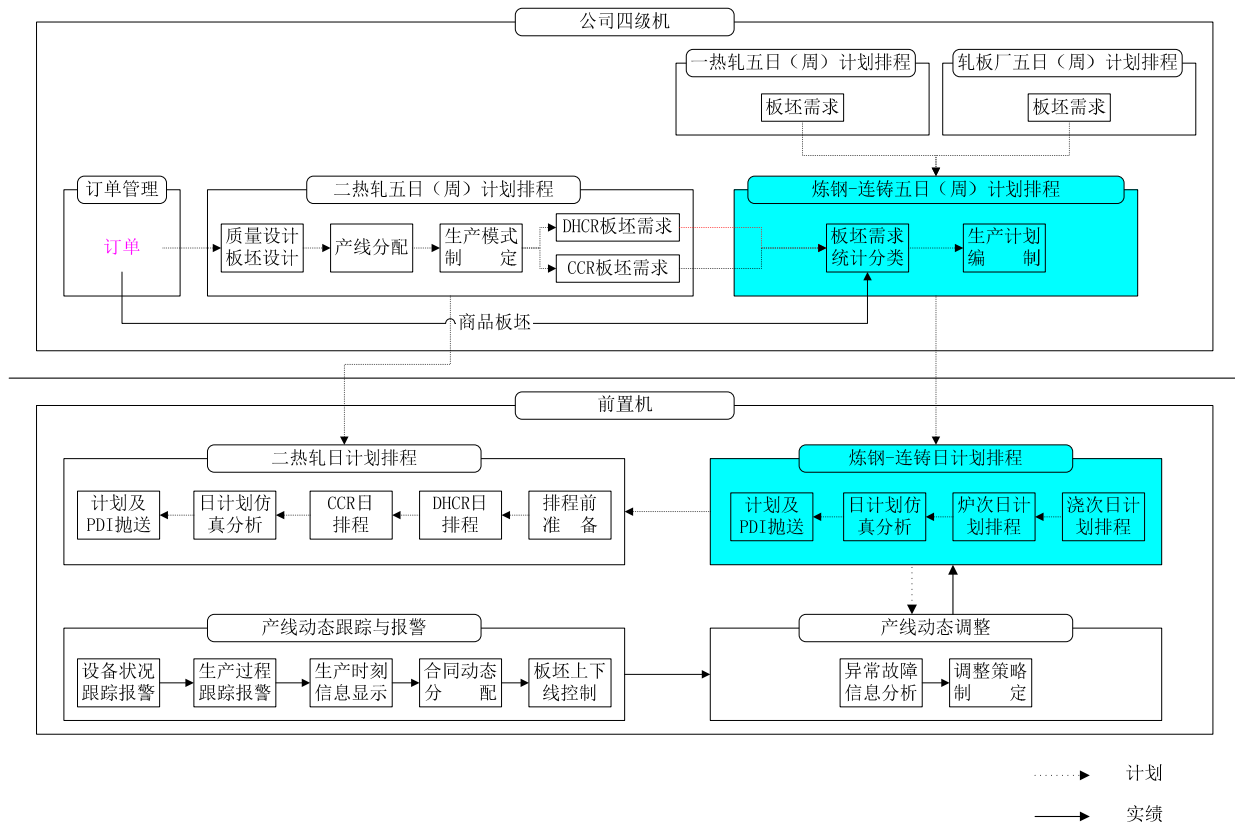 公司四级机
一热轧五日（周）计划排程
轧板厂五日（周）计划排程
板坯需求
板坯需求
订单管理
二热轧五日（周）计划排程
炼钢-连铸五日（周）计划排程
订单
质量设计
板坯设计
产线分配
生产模式
制 定
DHCR板坯需求
CCR板坯需求
板坯需求
统计分类
生产计划
编 制
商品板坯
前置机
二热轧日计划排程
炼钢-连铸日计划排程
计划及
PDI抛送
日计划仿
真分析
CCR日
排程
DHCR日
排程
排程前
准 备
计划及
PDI抛送
日计划仿
真分析
炉次日计
划排程
浇次日计
划排程
产线动态跟踪与报警
产线动态调整
设备状况
跟踪报警
生产过程
跟踪报警
生产时刻
信息显示
合同动态
分 配
板坯上下
线控制
异常故障
信息分析
调整策略
制 定
计划
实绩